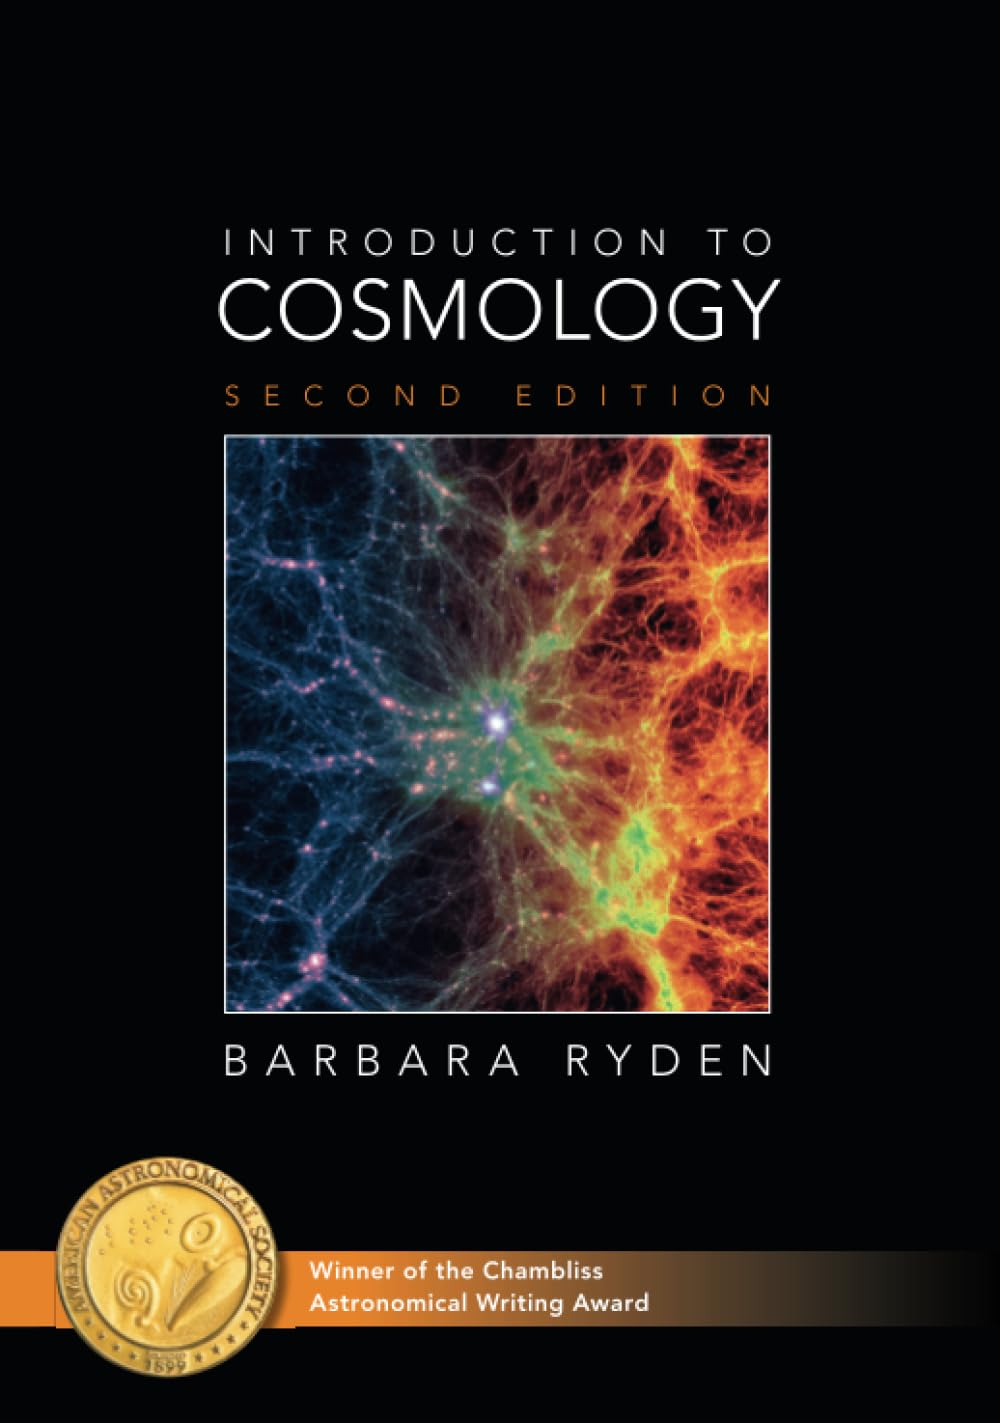 INTRODUCTION TO
COSMOLOGY
SECOND EDITION
BARBARA RYDEN
AMERICAN ASTRONOMICAL SOCIETY
1899
Winner of the Chambliss
Astronomical Writing Award